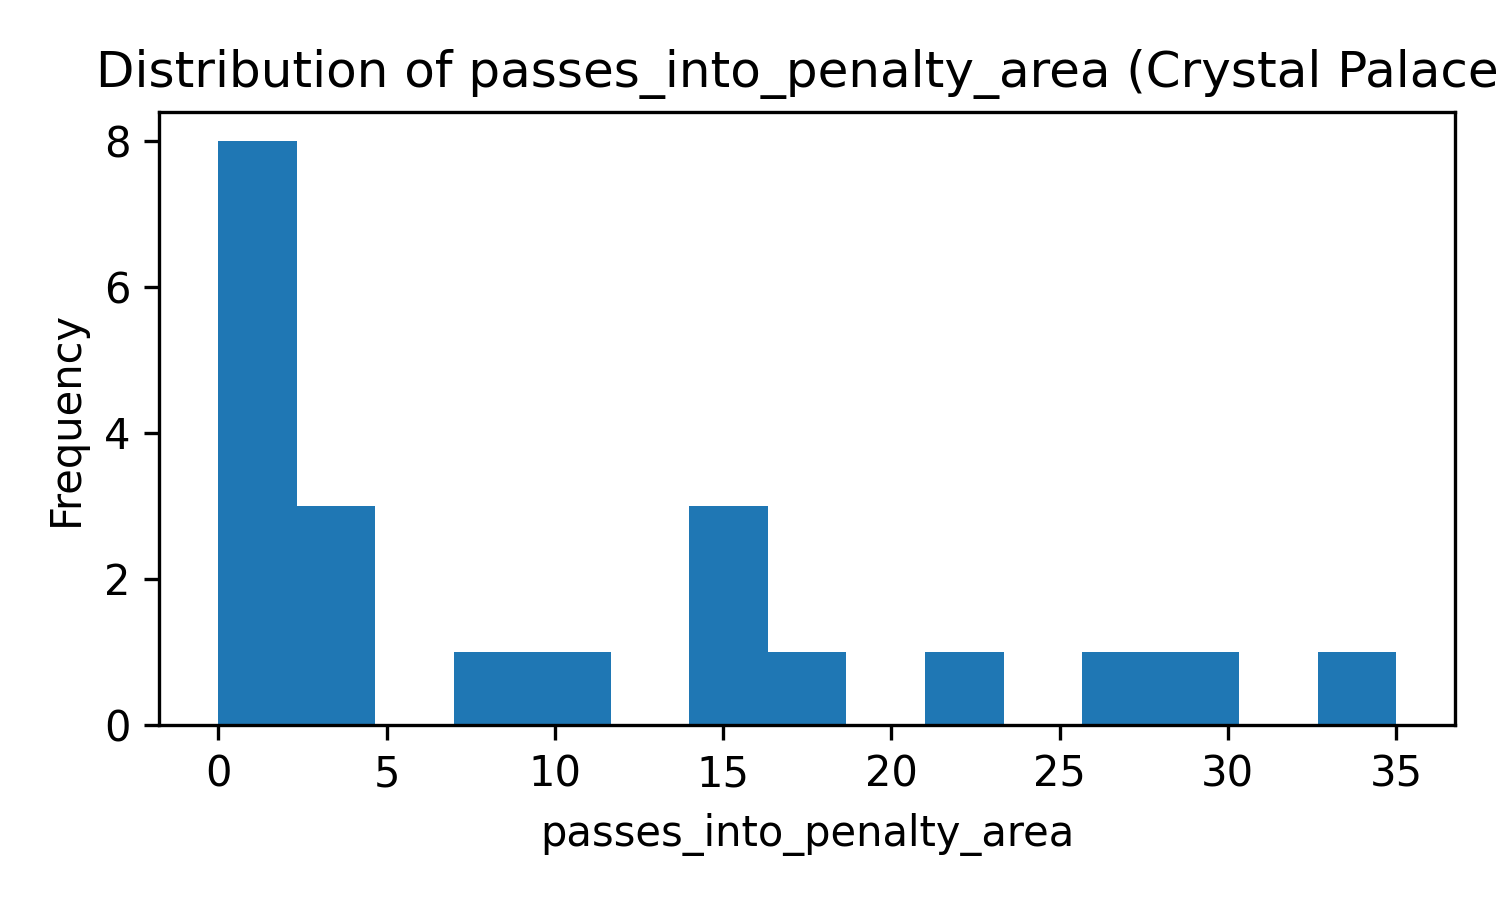 Distribution of passes_into_penalty_area (Crystal Palace
8
6
4
2
0
Frequency
0 5 10 15 20 25 30 35
passes_into_penalty_area